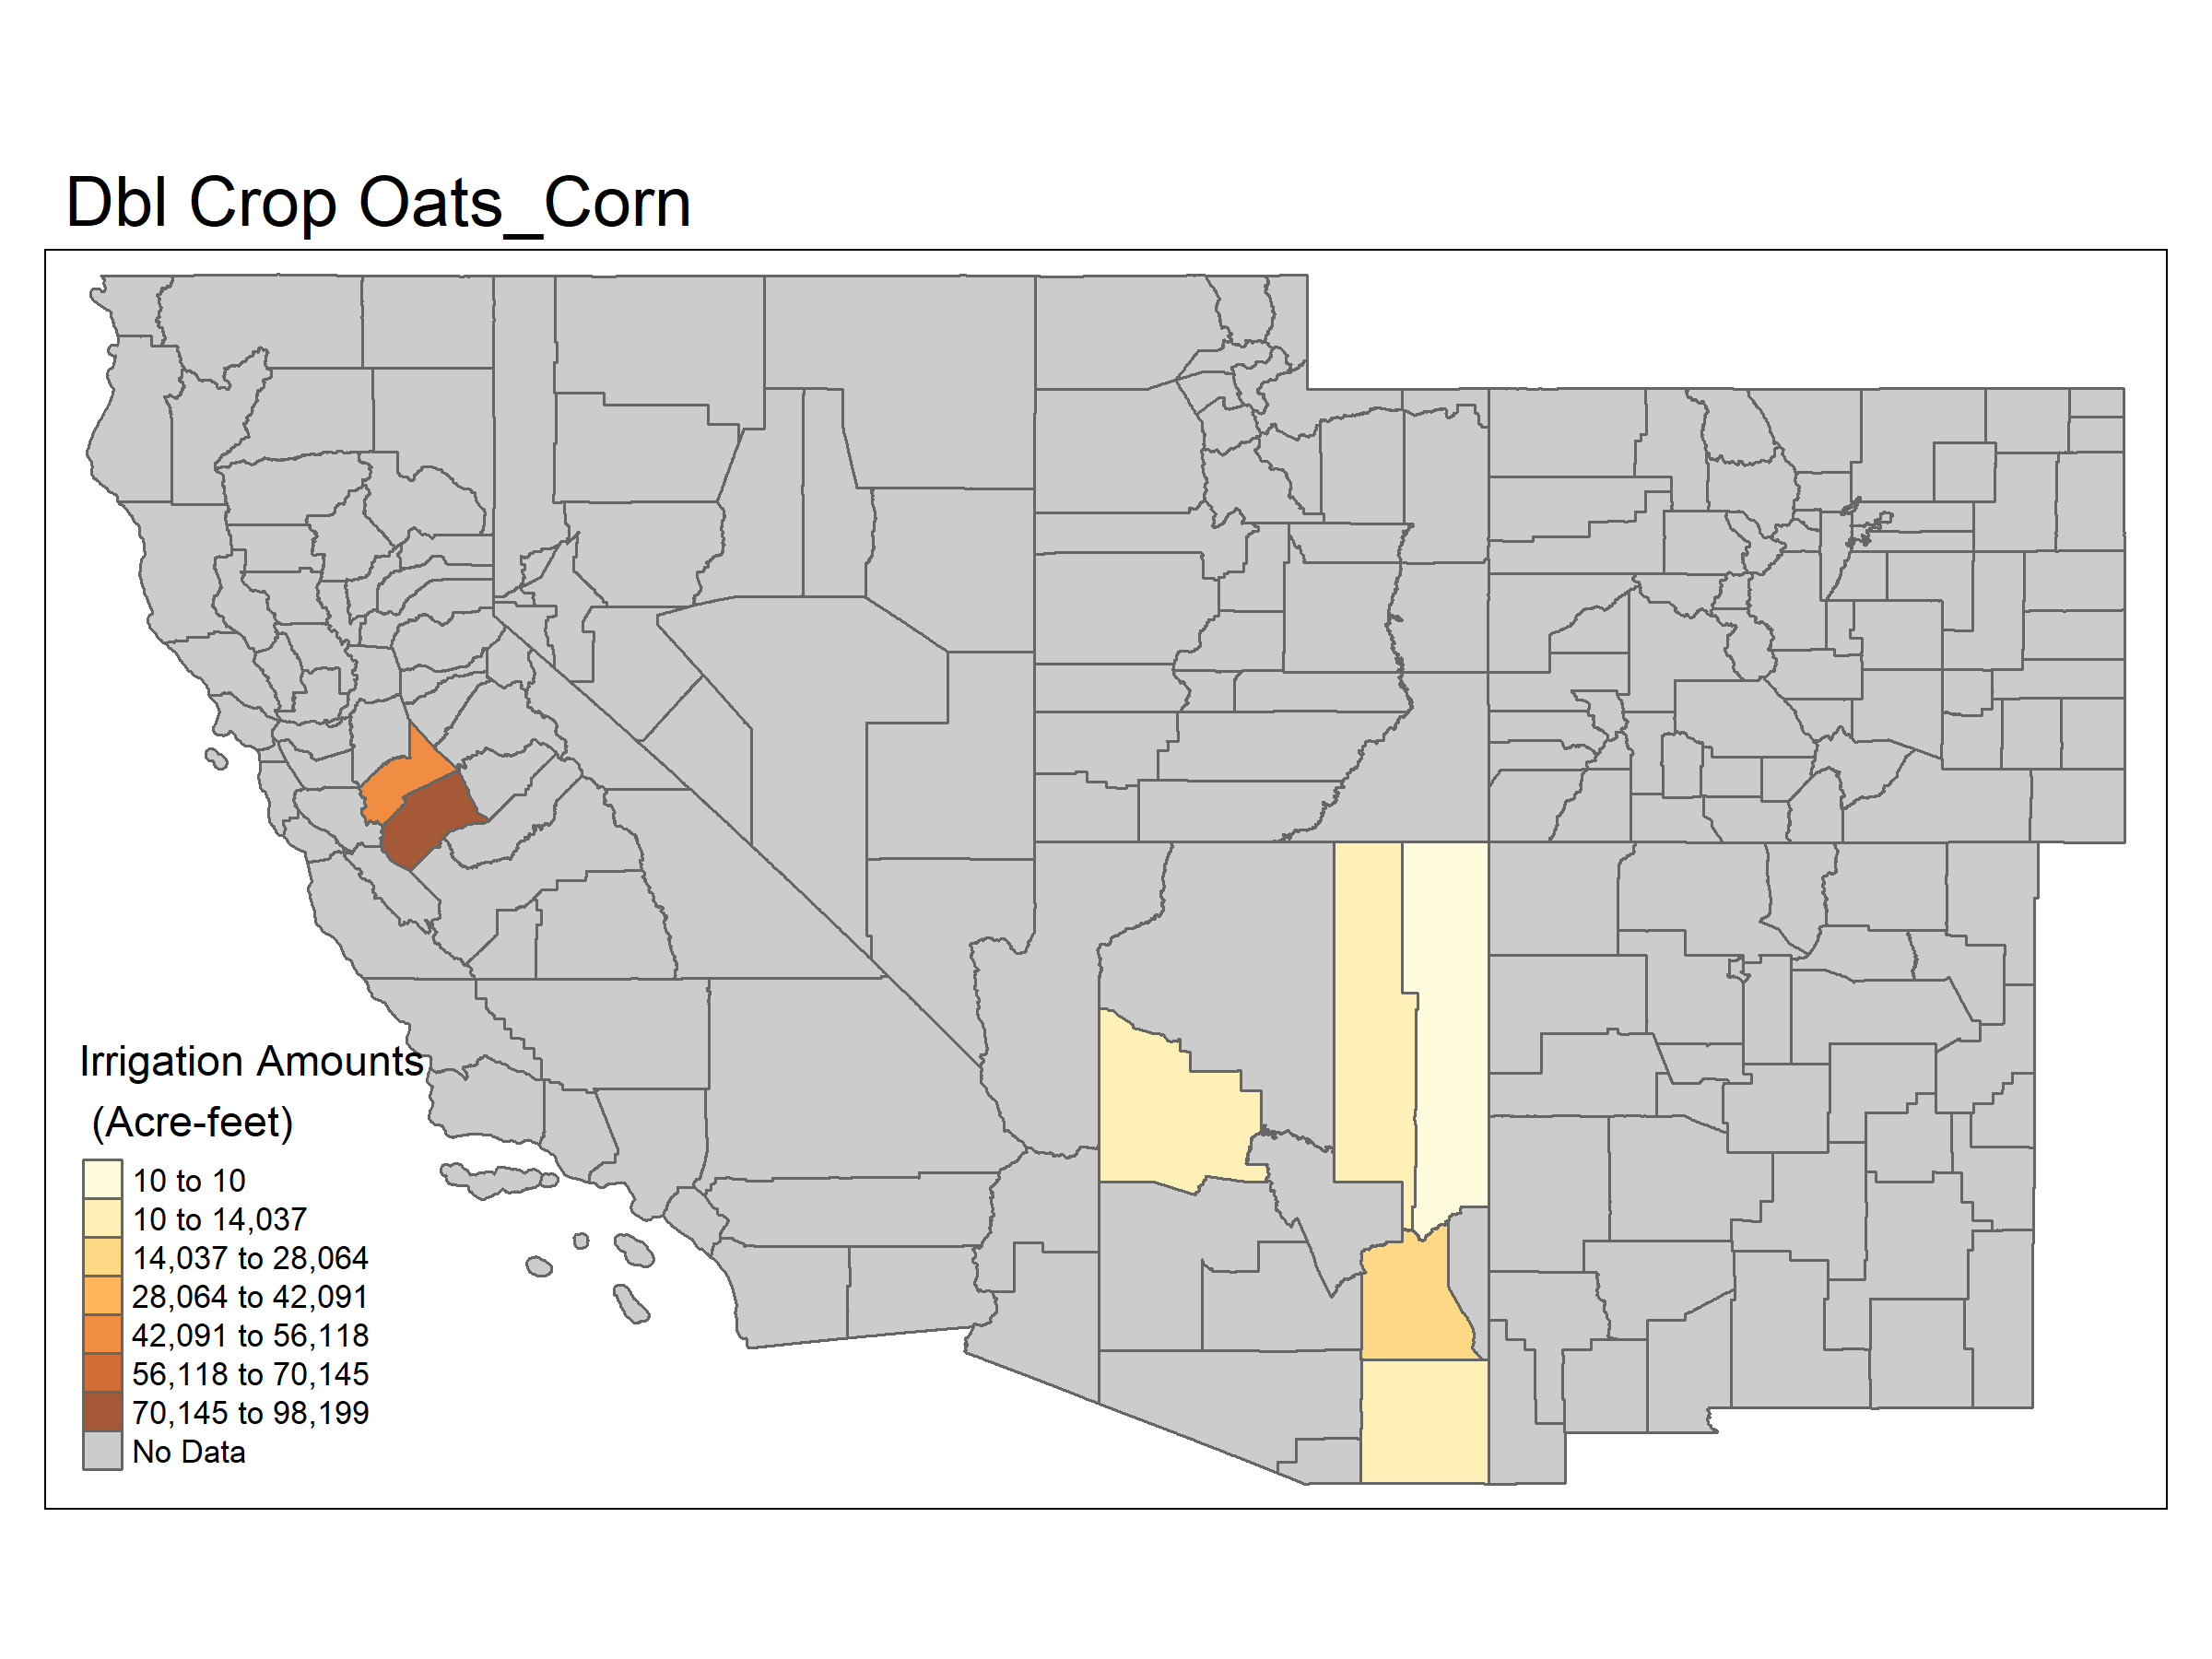 Dbl Crop Oats_Corn
Irrigation Amounts
(Acre-feet)
10 to 10
10 to 14,037
14,037 to 28,064
28,064 to 42,091
42,091 to 56,118
56,118 to 70,145
70,145 to 98,199
No Data